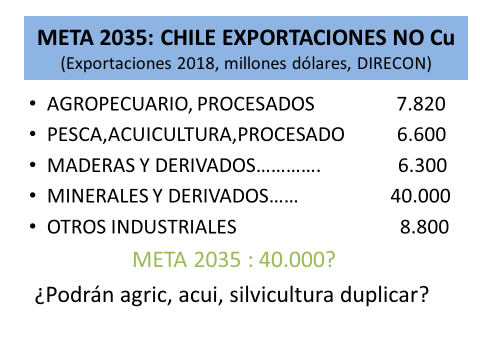 META 2035: CHILE EXPORTACIONES NO Cu
(Exportaciones 2018, millones dólares, DIRECON)
• AGROPECUARIO, PROCESADOS 7.820
• PESCA,ACUICULTURA,PROCESADO 6.600
• MADERAS Y DERIVADOS…………. 6.300
• MINERALES Y DERIVADOS…… 40.000
• OTROS INDUSTRIALES 8.800
META 2035 : 40.000?
¿Podrán agric, acui, silvicultura duplicar?